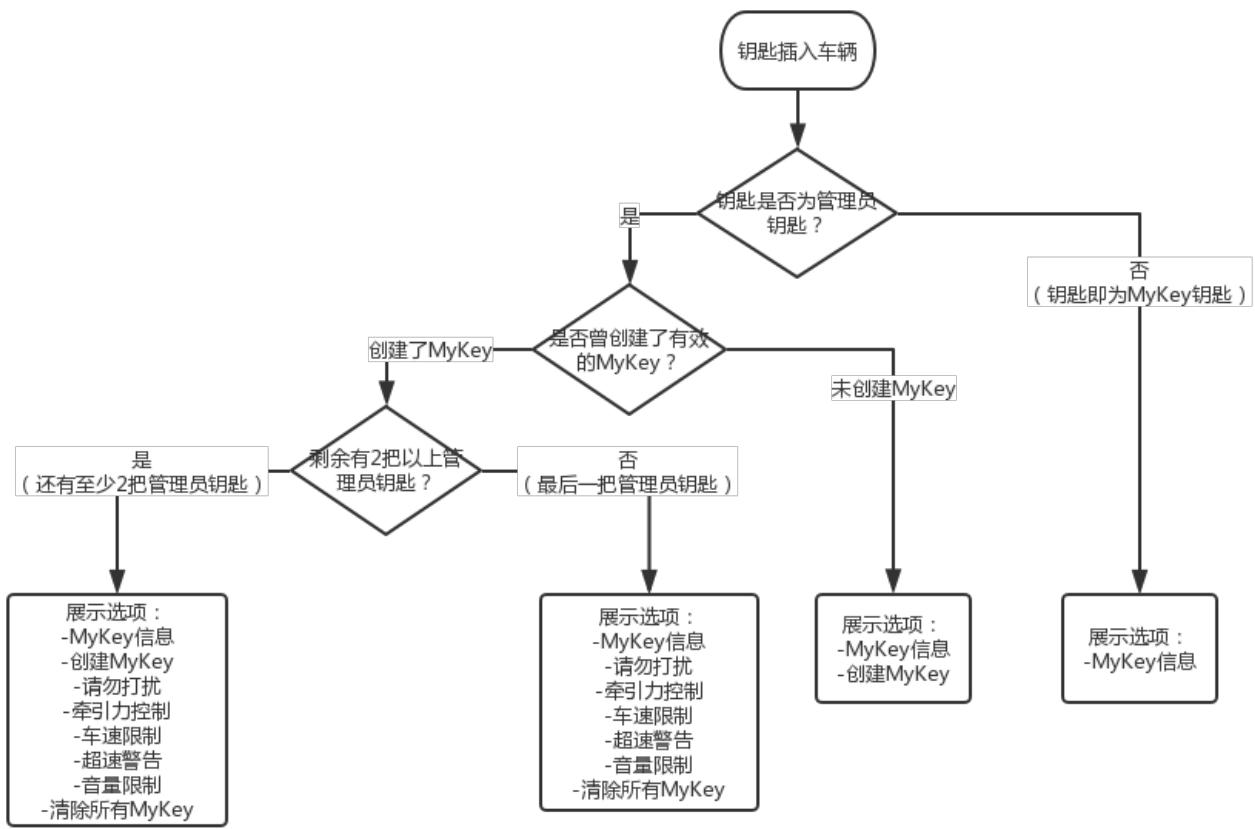 钥匙插入车辆
钥匙是否为管理员
钥匙？
是
否
（钥匙即为MyKey钥匙）
是否曾创建了有效
的MyKey？
创建了MyKey
未创建MyKey
剩余有2把以上管
理员钥匙？
是
（还有至少2把管理员钥匙）
否
（最后一把管理员钥匙）
展示选项：
-MyKey信息
-创建MyKey
-请勿打扰
-牵引力控制
-车速限制
-超速警告
-音量限制
-清除所有MyKey
展示选项：
-MyKey信息
-请勿打扰
-牵引力控制
-车速限制
-超速警告
-音量限制
-清除所有MyKey
展示选项：
-MyKey信息
-创建MyKey
展示选项：
-MyKey信息